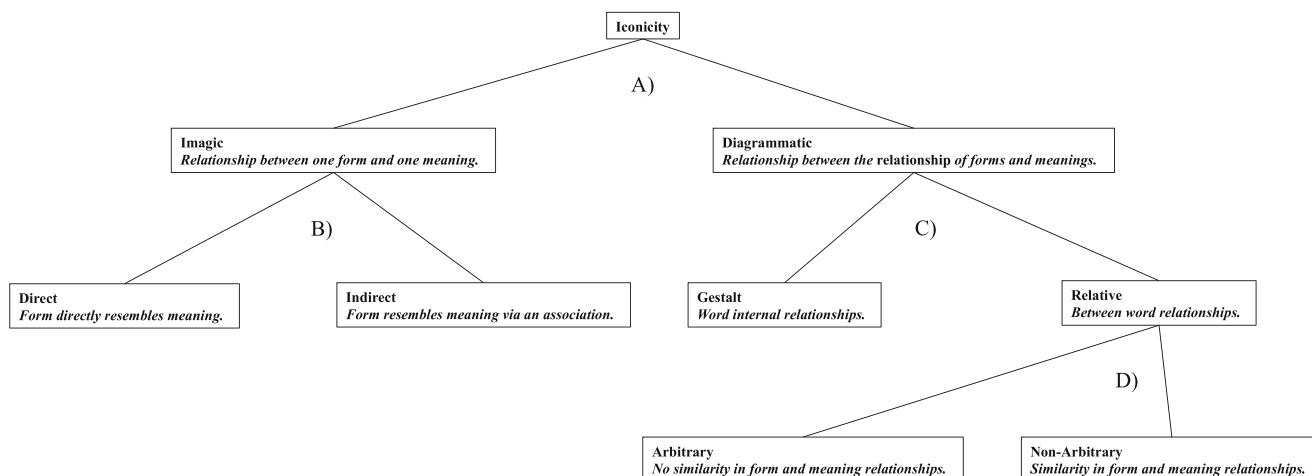 Iconicity
A)
Imagic
Relationship between one form and one meaning.
Diagrammatic
Relationship between the relationship of forms and meanings.
B)
C)
Direct
Form directly resembles meaning.
Indirect
Form resembles meaning via an association.
Gestalt
Word internal relationships.
Relative
Between word relationships.
D)
Arbitrary
No similarity in form and meaning relationships.
Non-Arbitrary
Similarity in form and meaning relationships.